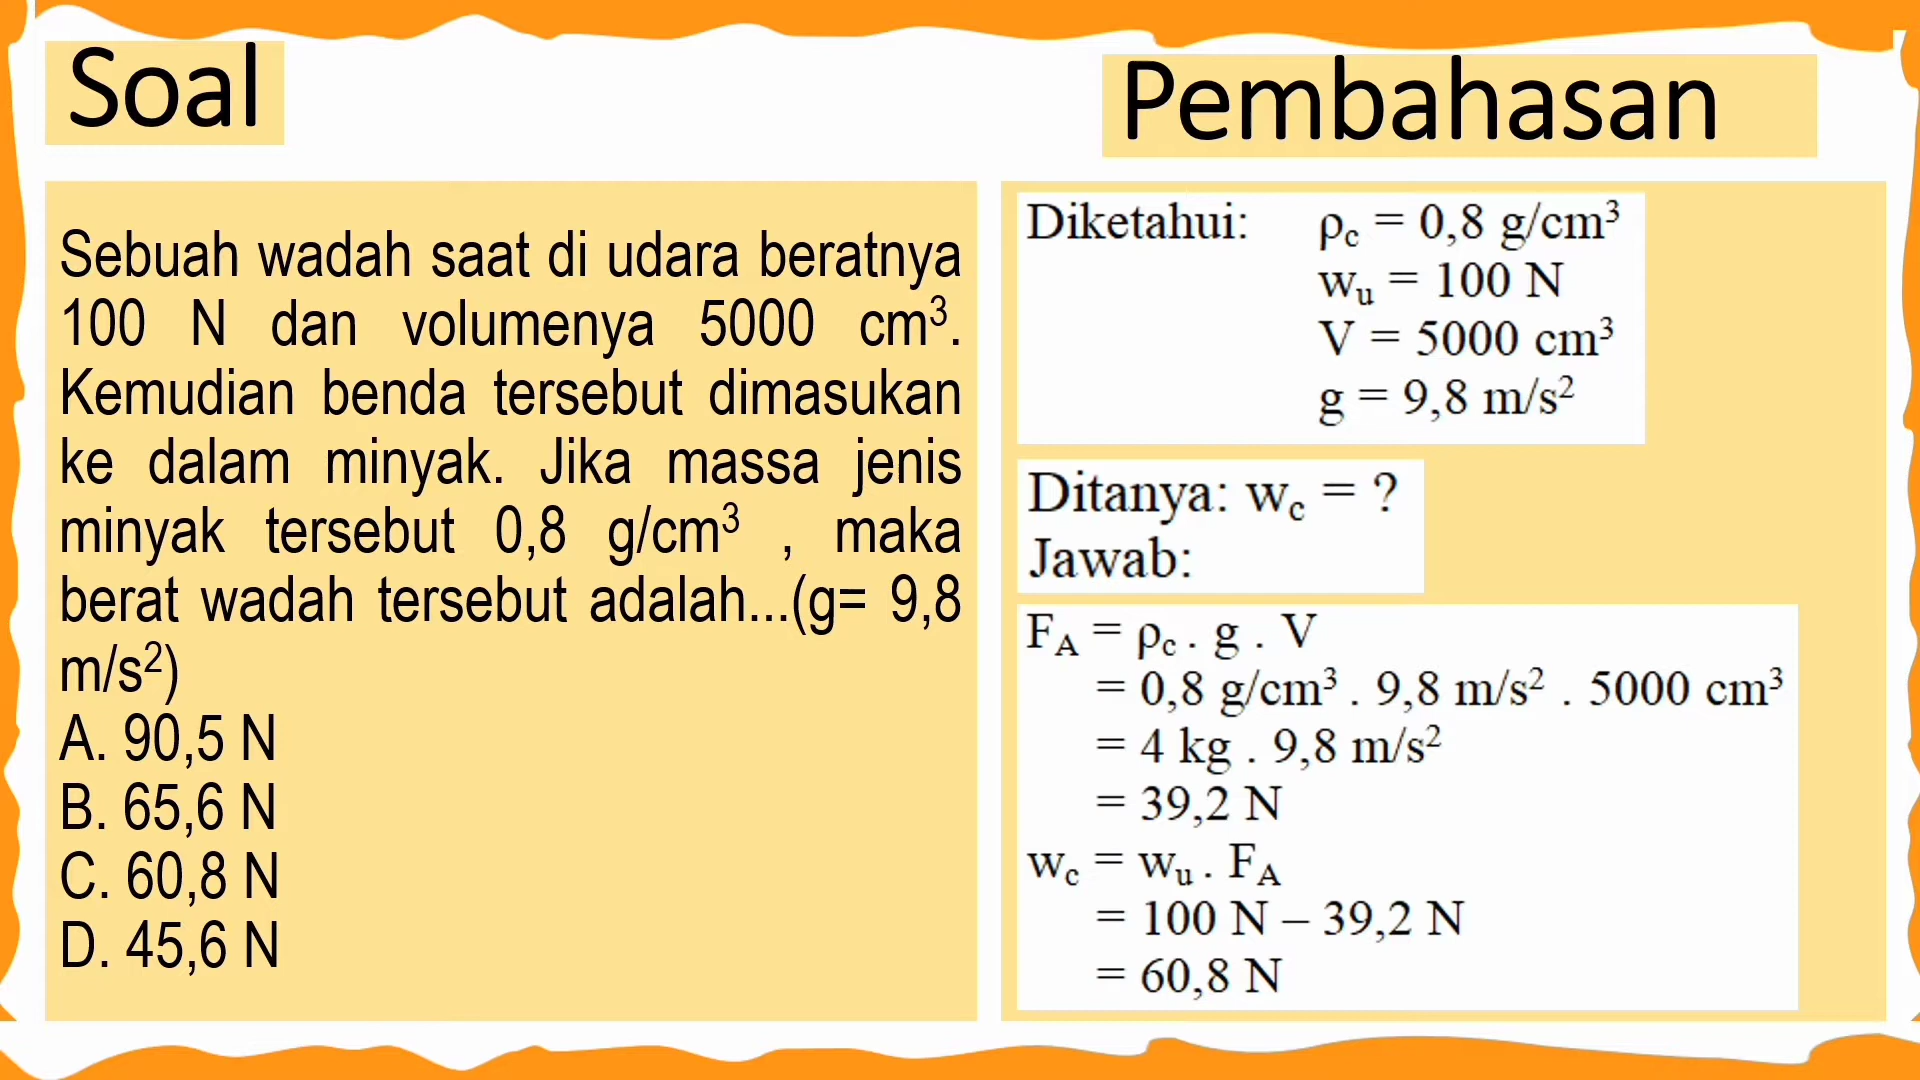 Soal
Sebuah wadah saat di udara beratnya
100 N dan volumenya 5000 cm³.
Kemudian benda tersebut dimasukan
ke dalam minyak. Jika massa jenis
minyak tersebut 0,8 g/cm³ , maka
berat wadah tersebut adalah...(g= 9,8
m/s²)
A. 90,5 N
B. 65,6 N
C. 60,8 N
D. 45,6 N
Pembahasan
Diketahui: ρc = 0,8 g/cm³
wu = 100 N
V = 5000 cm³
g = 9,8 m/s²
Ditanya: wc = ?
Jawab:
FA = ρc . g . V
= 0,8 g/cm³ . 9,8 m/s² . 5000 cm³
= 4 kg . 9,8 m/s²
= 39,2 N
wc = wu . FA
= 100 N – 39,2 N
= 60,8 N